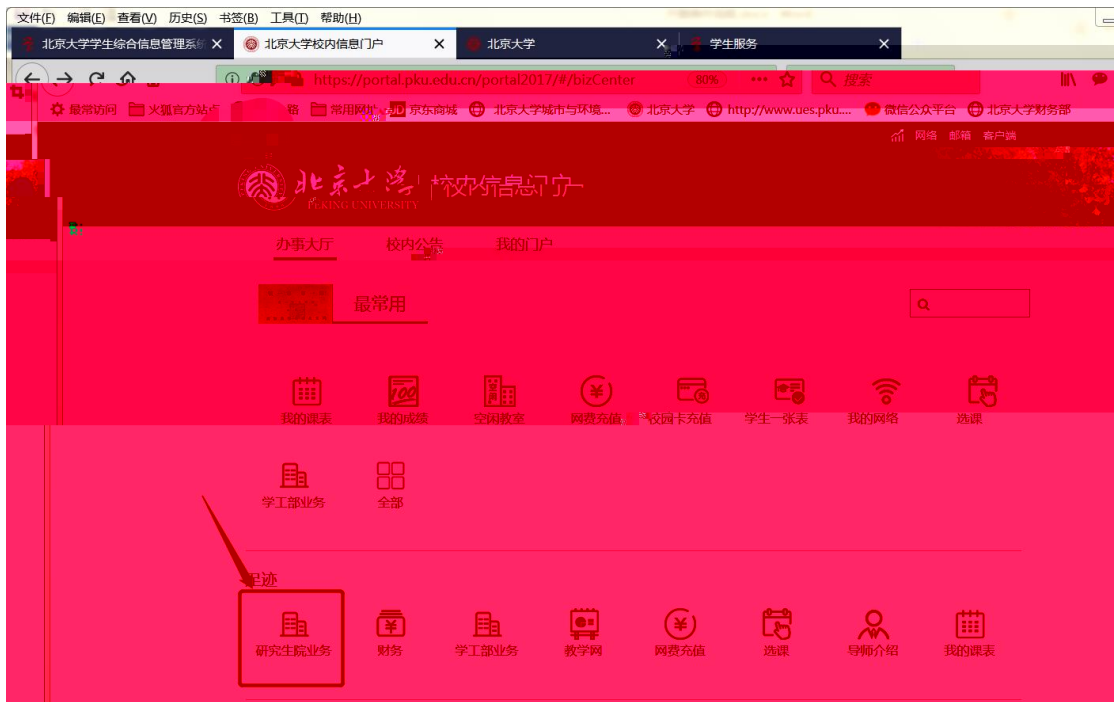 文件(F) 编辑(E) 查看(V) 历史(S) 书签(B) 工具(T) 帮助(H)
北京大学学生综合信息管理系统 × 北京大学校内信息门户 × 北京大学 × 学生服务 ×
https://portal.pku.edu.cn/portal2017/#/bizCenter 80% 搜索
最常访问 火狐官方站点 常用网址 JD 京东商城 北京大学城市与环境... 北京大学 http://www.ues.pku.... 微信公众平台 北京大学财务部
网络 邮箱 客户端
北京大学 校内信息门户
PEKING UNIVERSITY
办事大厅 校内公告 我的门户
最常用
100
我的课表 我的成绩 空闲教室 网费充值 校园卡充值 学生一张表 我的网络 选课
学工部业务 全部
足迹
研究生院业务 财务 学工部业务 教学网 网费充值 选课 导师介绍 我的课表